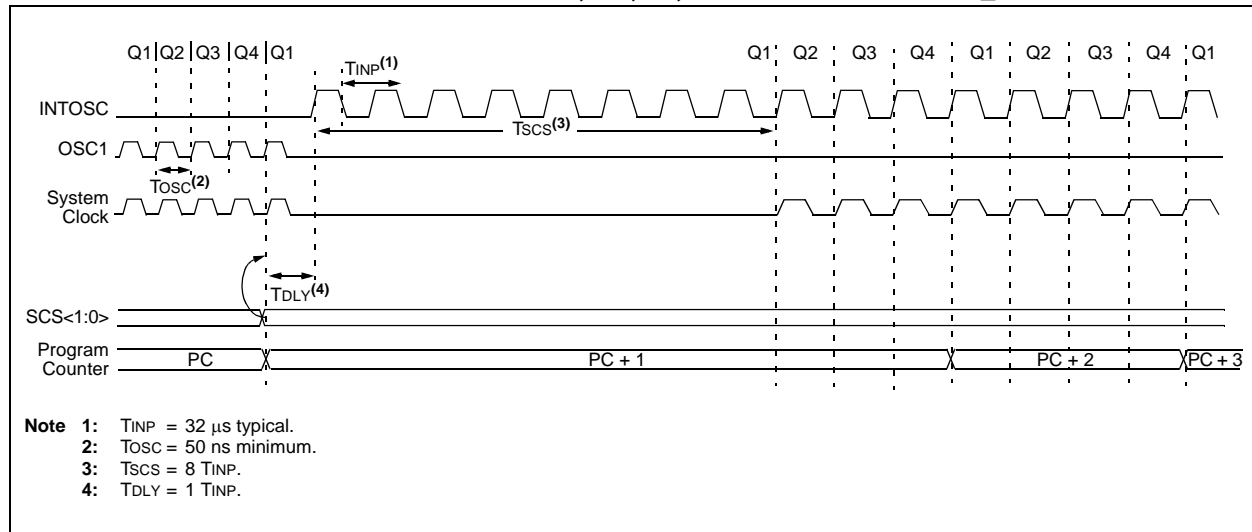 Q1 Q2 Q3 Q4 Q1 Q1 Q2 Q3 Q4 Q1 Q2 Q3 Q4 Q1
TINP(1)
INTOSC
TSCS(3)
OSC1
TOSC(2)
System
Clock
TDLY(4)
SCS<1:0>
Program
Counter
PC PC + 1 PC + 2 PC + 3
Note 1: TINP = 32 μs typical.
2: TOSC = 50 ns minimum.
3: TSCS = 8 TINP.
4: TDLY = 1 TINP.